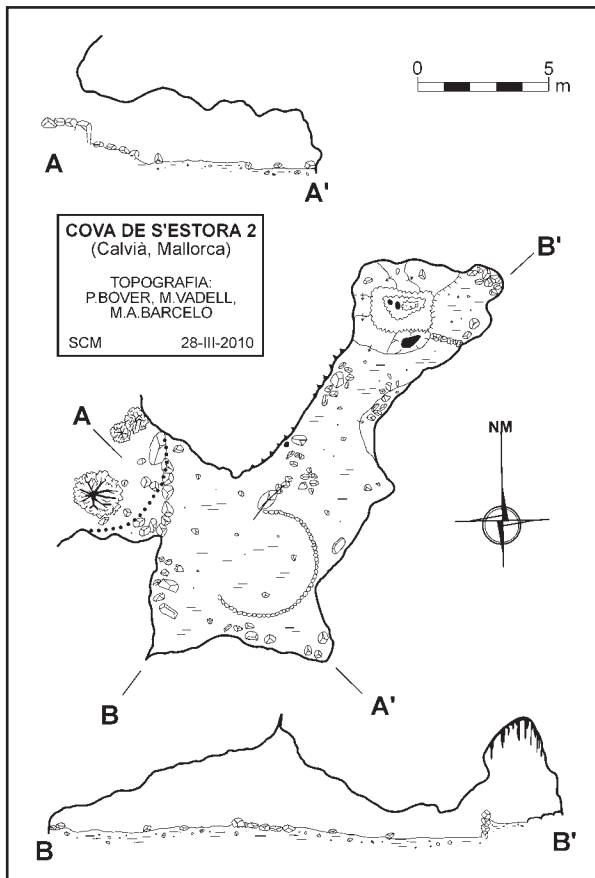 0 5
m
A
A'
COVA DE S'ESTORA 2
(Calvià, Mallorca)
TOPOGRAFIA:
P.BOVER, M.VADELL,
M.A.BARCELO
SCM 28-III-2010
B'
A
NM
B
A'
B
B'